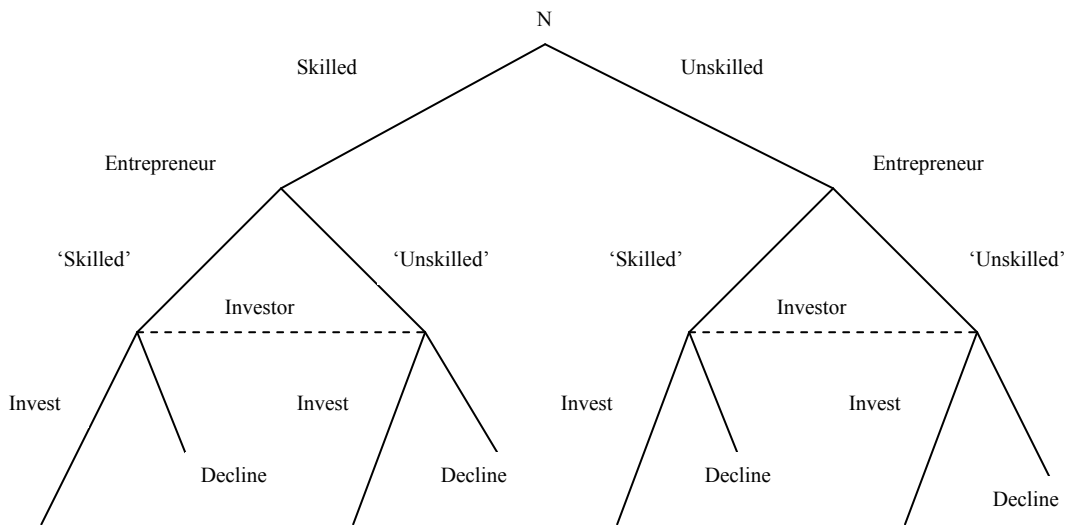 N
Skilled
Unskilled
Entrepreneur
Entrepreneur
‘Skilled’
‘Unskilled’
‘Skilled’
‘Unskilled’
Investor
Investor
Invest
Invest
Invest
Invest
Decline
Decline
Decline
Decline